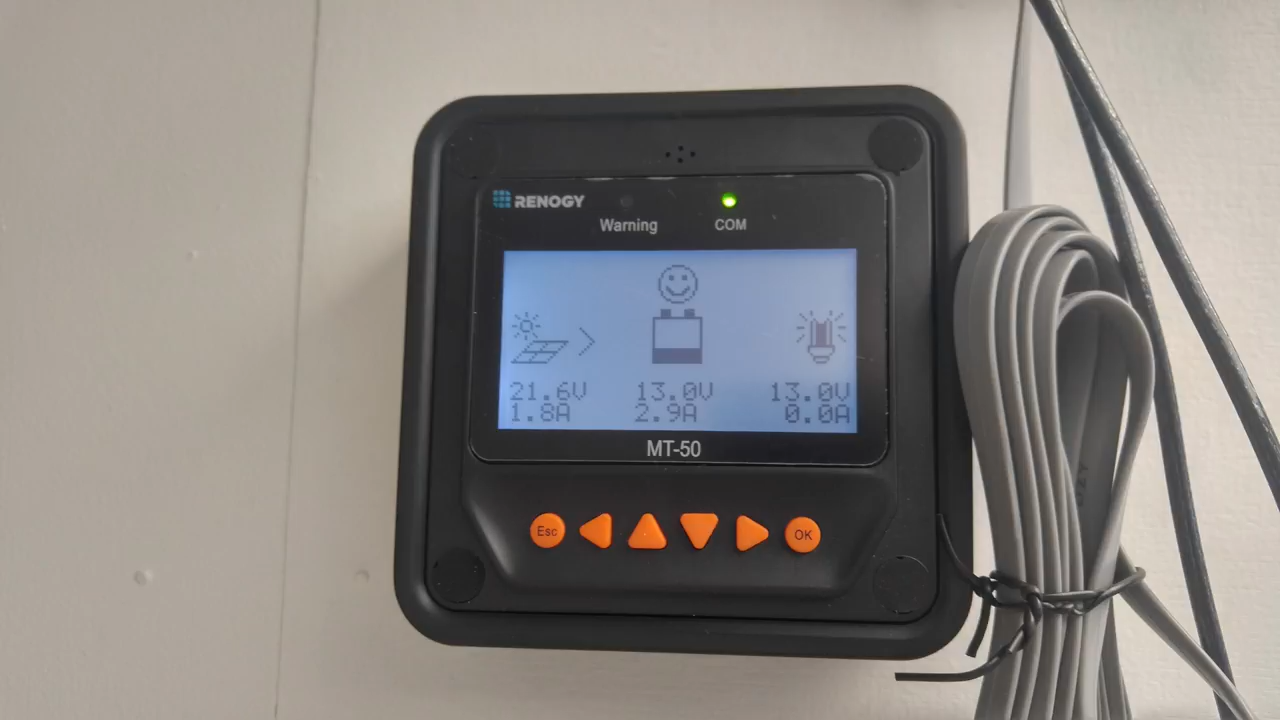 RENOGY
Warning
COM
21.6V
13.0V
13.0V
1.8A
2.9A
0.0A
MT-50
Esc
OK